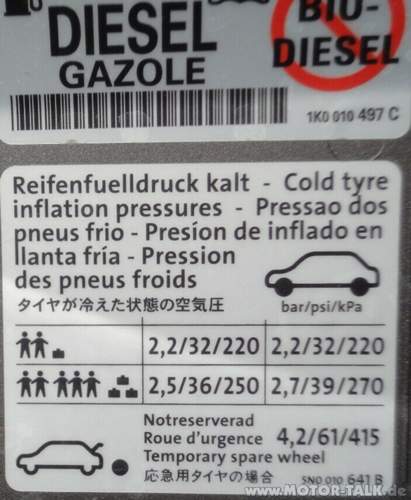 DIESEL
GAZOLE
BIO-
DIESEL
1K0 010 497 C
Reifenfuelldruck kalt - Cold tyre
inflation pressures - Pressao dos
pneus frio - Presíon de inflado en
llanta fría - Pression
des pneus froids
タイヤが冷えた状態の空気圧
bar/psi/kPa
2,2/32/220 2,2/32/220
2,5/36/250 2,7/39/270
Notreserverad
Roue d'urgence 4,2/61/415
Temporary spare wheel
応急用タイヤの場合
5N0 010 641 B
www.MOTOR-TALK.de